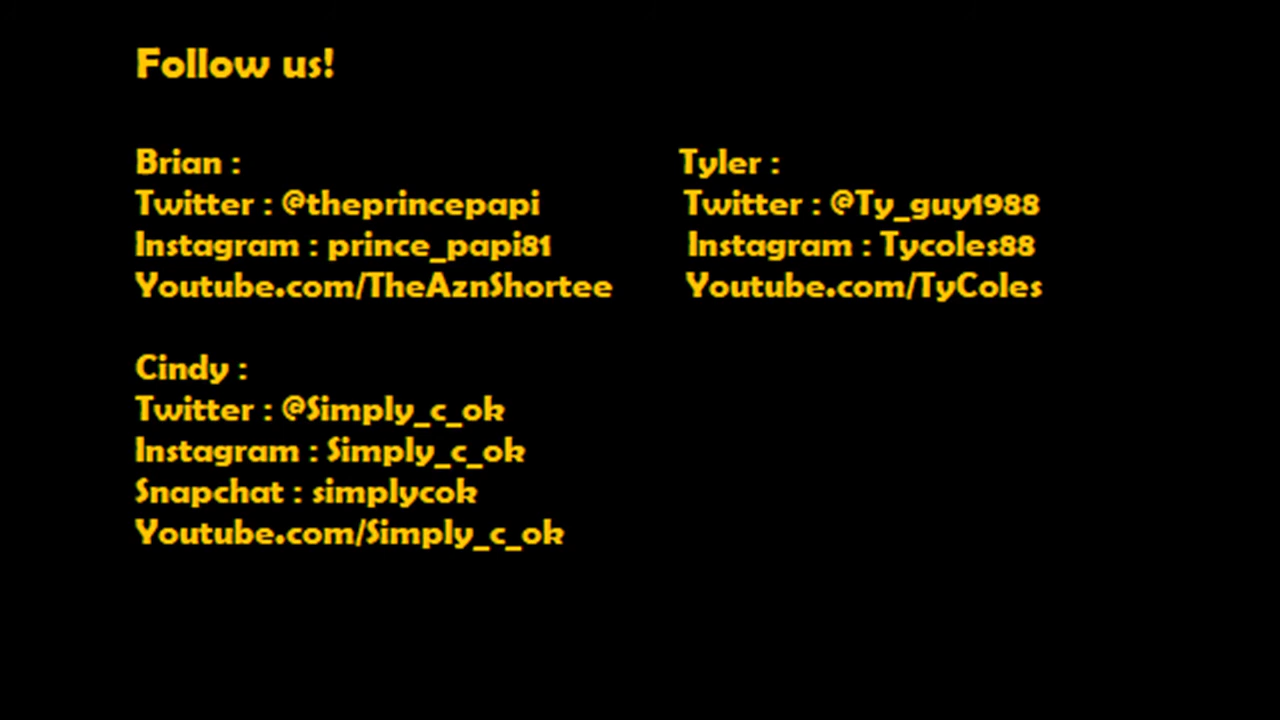 Follow us!
Brian :
Twitter : @theprincepapi
Instagram : prince_papi81
Youtube.com/TheAznShortee
Tyler :
Twitter : @Ty_guy1988
Instagram : Tycoles88
Youtube.com/TyColes
Cindy :
Twitter : @Simply_c_ok
Instagram : Simply_c_ok
Snapchat : simplycok
Youtube.com/Simply_c_ok